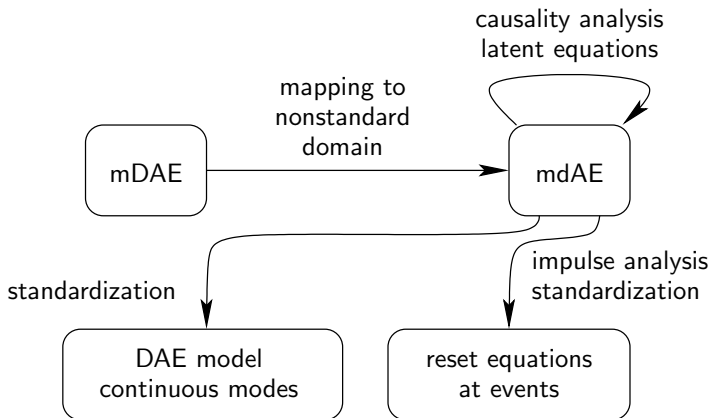 causality analysis
latent equations
mapping to
nonstandard
domain
mDAE
mdAE
standardization
impulse analysis
standardization
DAE model
continuous modes
reset equations
at events